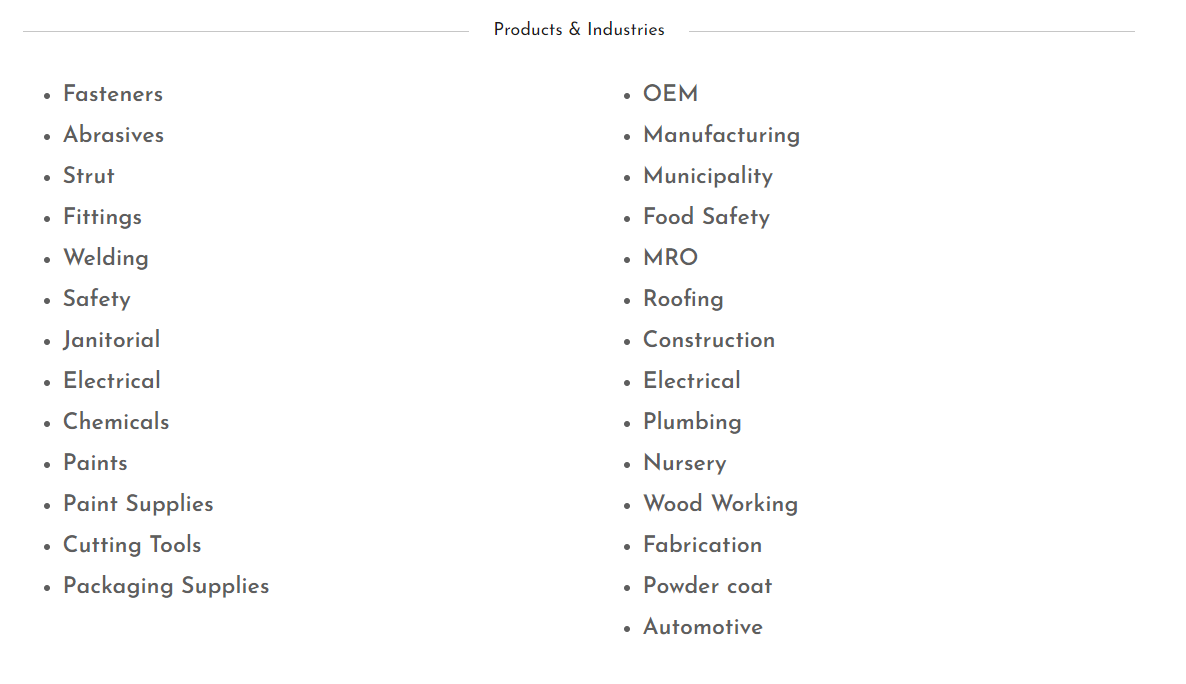 Products & Industries
Fasteners
Abrasives
Strut
Fittings
Welding
Safety
Janitorial
Electrical
Chemicals
Paints
Paint Supplies
Cutting Tools
Packaging Supplies
OEM
Manufacturing
Municipality
Food Safety
MRO
Roofing
Construction
Electrical
Plumbing
Nursery
Wood Working
Fabrication
Powder coat
Automotive